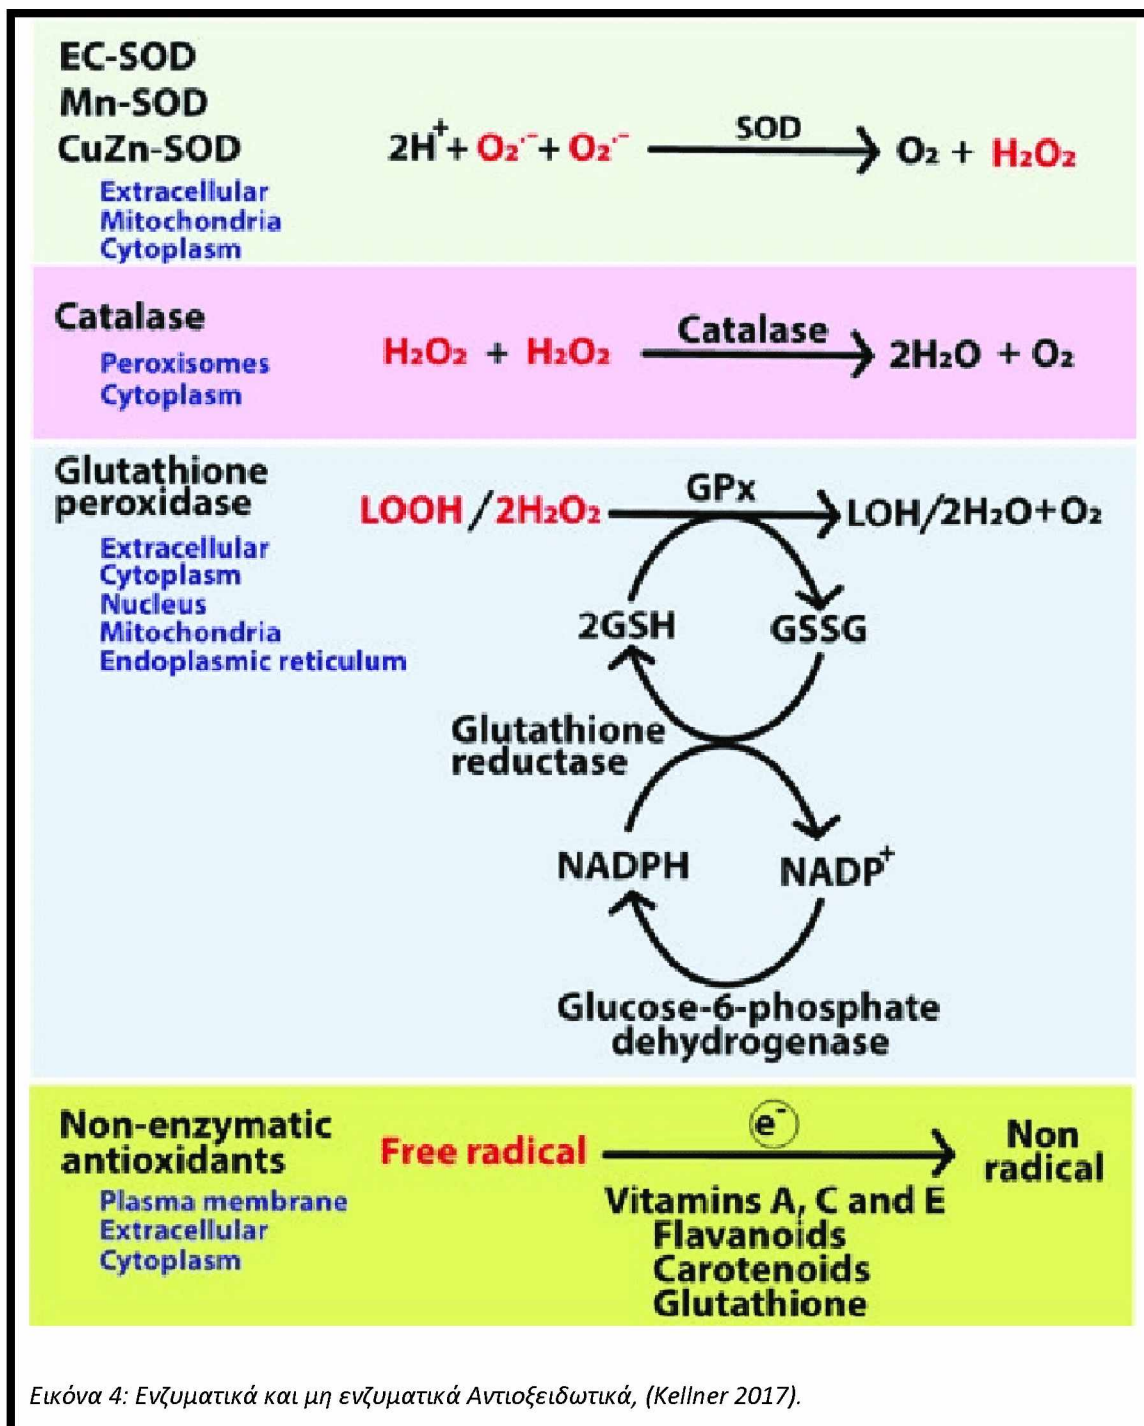 EC-SOD
Mn-SOD
CuZn-SOD
Extracellular
Mitochondria
Cytoplasm
2H⁺ + O₂·⁻ + O₂·⁻ SOD O₂ + H₂O₂
Catalase
Peroxisomes
Cytoplasm
H₂O₂ + H₂O₂ Catalase 2H₂O + O₂
Glutathione
peroxidase
Extracellular
Cytoplasm
Nucleus
Mitochondria
Endoplasmic reticulum
LOOH/2H₂O₂ GPx LOH/2H₂O+O₂
2GSH GSSG
Glutathione
reductase
NADPH NADP⁺
Glucose-6-phosphate
dehydrogenase
Non-enzymatic
antioxidants
Plasma membrane
Extracellular
Cytoplasm
Free radical e⁻ Non
radical
Vitamins A, C and E
Flavanoids
Carotenoids
Glutathione
Εικόνα 4: Ενζυματικά και μη ενζυματικά Αντιοξειδωτικά, (Kellner 2017).